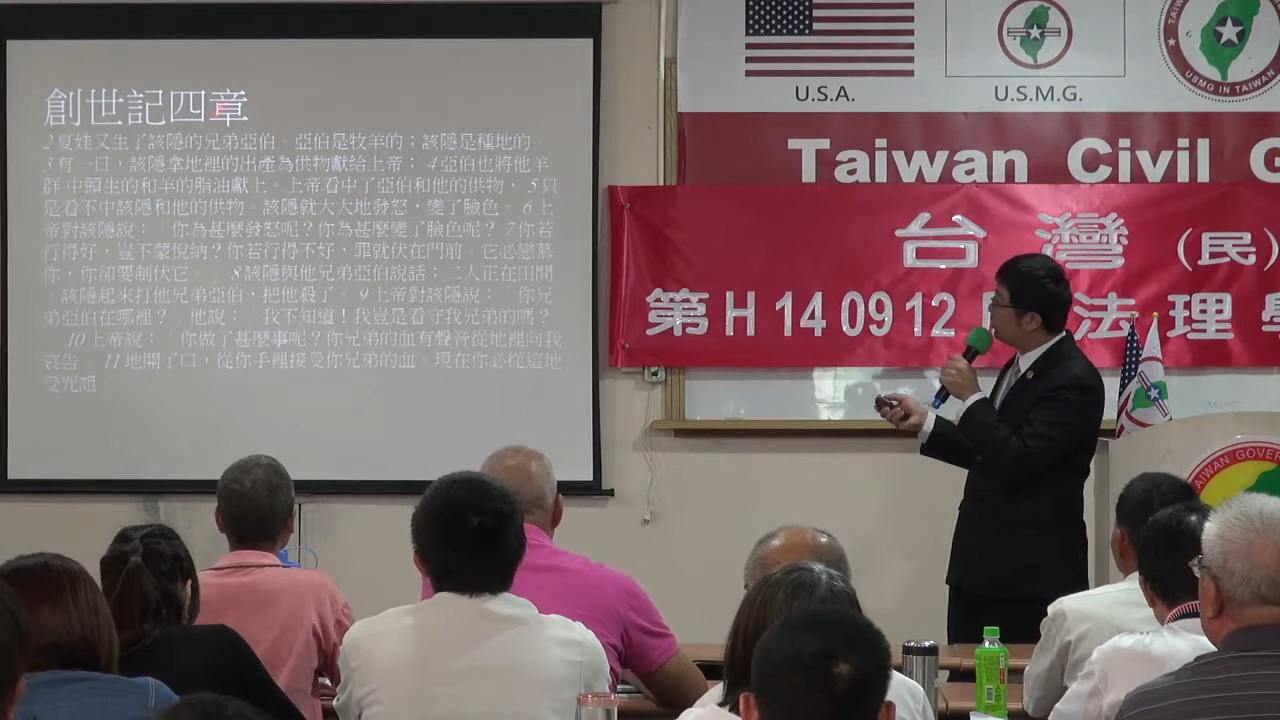 創世記四章
2 夏娃又生了該隱的兄弟亞伯。亞伯是牧羊的；該隱是種地的。
3 有一日，該隱拿地裡的出產為供物獻給上帝； 4 亞伯也將他羊
群中頭生的和羊的脂油獻上。上帝看中了亞伯和他的供物， 5 只
是看不中該隱和他的供物。該隱就大大地發怒，變了臉色。 6 上
帝對該隱說：「你為甚麼發怒呢？你為甚麼變了臉色呢？ 7 你若
行得好，豈不蒙悅納？你若行得不好，罪就伏在門前。它必戀慕
你，你卻要制伏它。」 8 該隱與他兄弟亞伯說話；二人正在田間
。該隱起來打他兄弟亞伯，把他殺了。 9 上帝對該隱說：「你兄
弟亞伯在哪裡？」他說：「我不知道！我豈是看守我兄弟的嗎？
」 10 上帝說：「你做了甚麼事呢？你兄弟的血有聲音從地裡向我
哀告。 11 地開了口，從你手裡接受你兄弟的血。現在你必從這地
受咒詛
U.S.A.
U.S.M.G.
USMG IN TAIWAN
Taiwan Civil G
台灣（民）
第H 14 09 12 法理學
TAIWAN GOVER